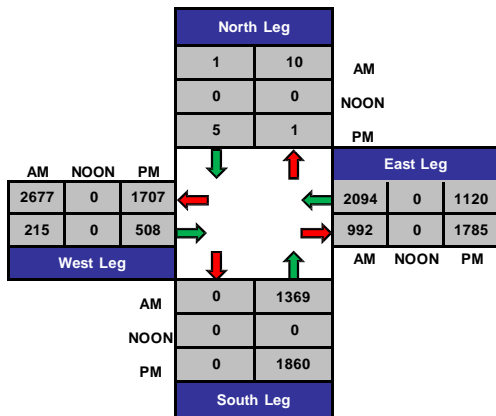 North Leg
1 10 AM
0 0 NOON
5 1 PM
AM NOON PM East Leg
2677 0 1707 2094 0 1120
215 0 508 992 0 1785
West Leg AM NOON PM
AM 0 1369
NOON 0 0
PM 0 1860
South Leg